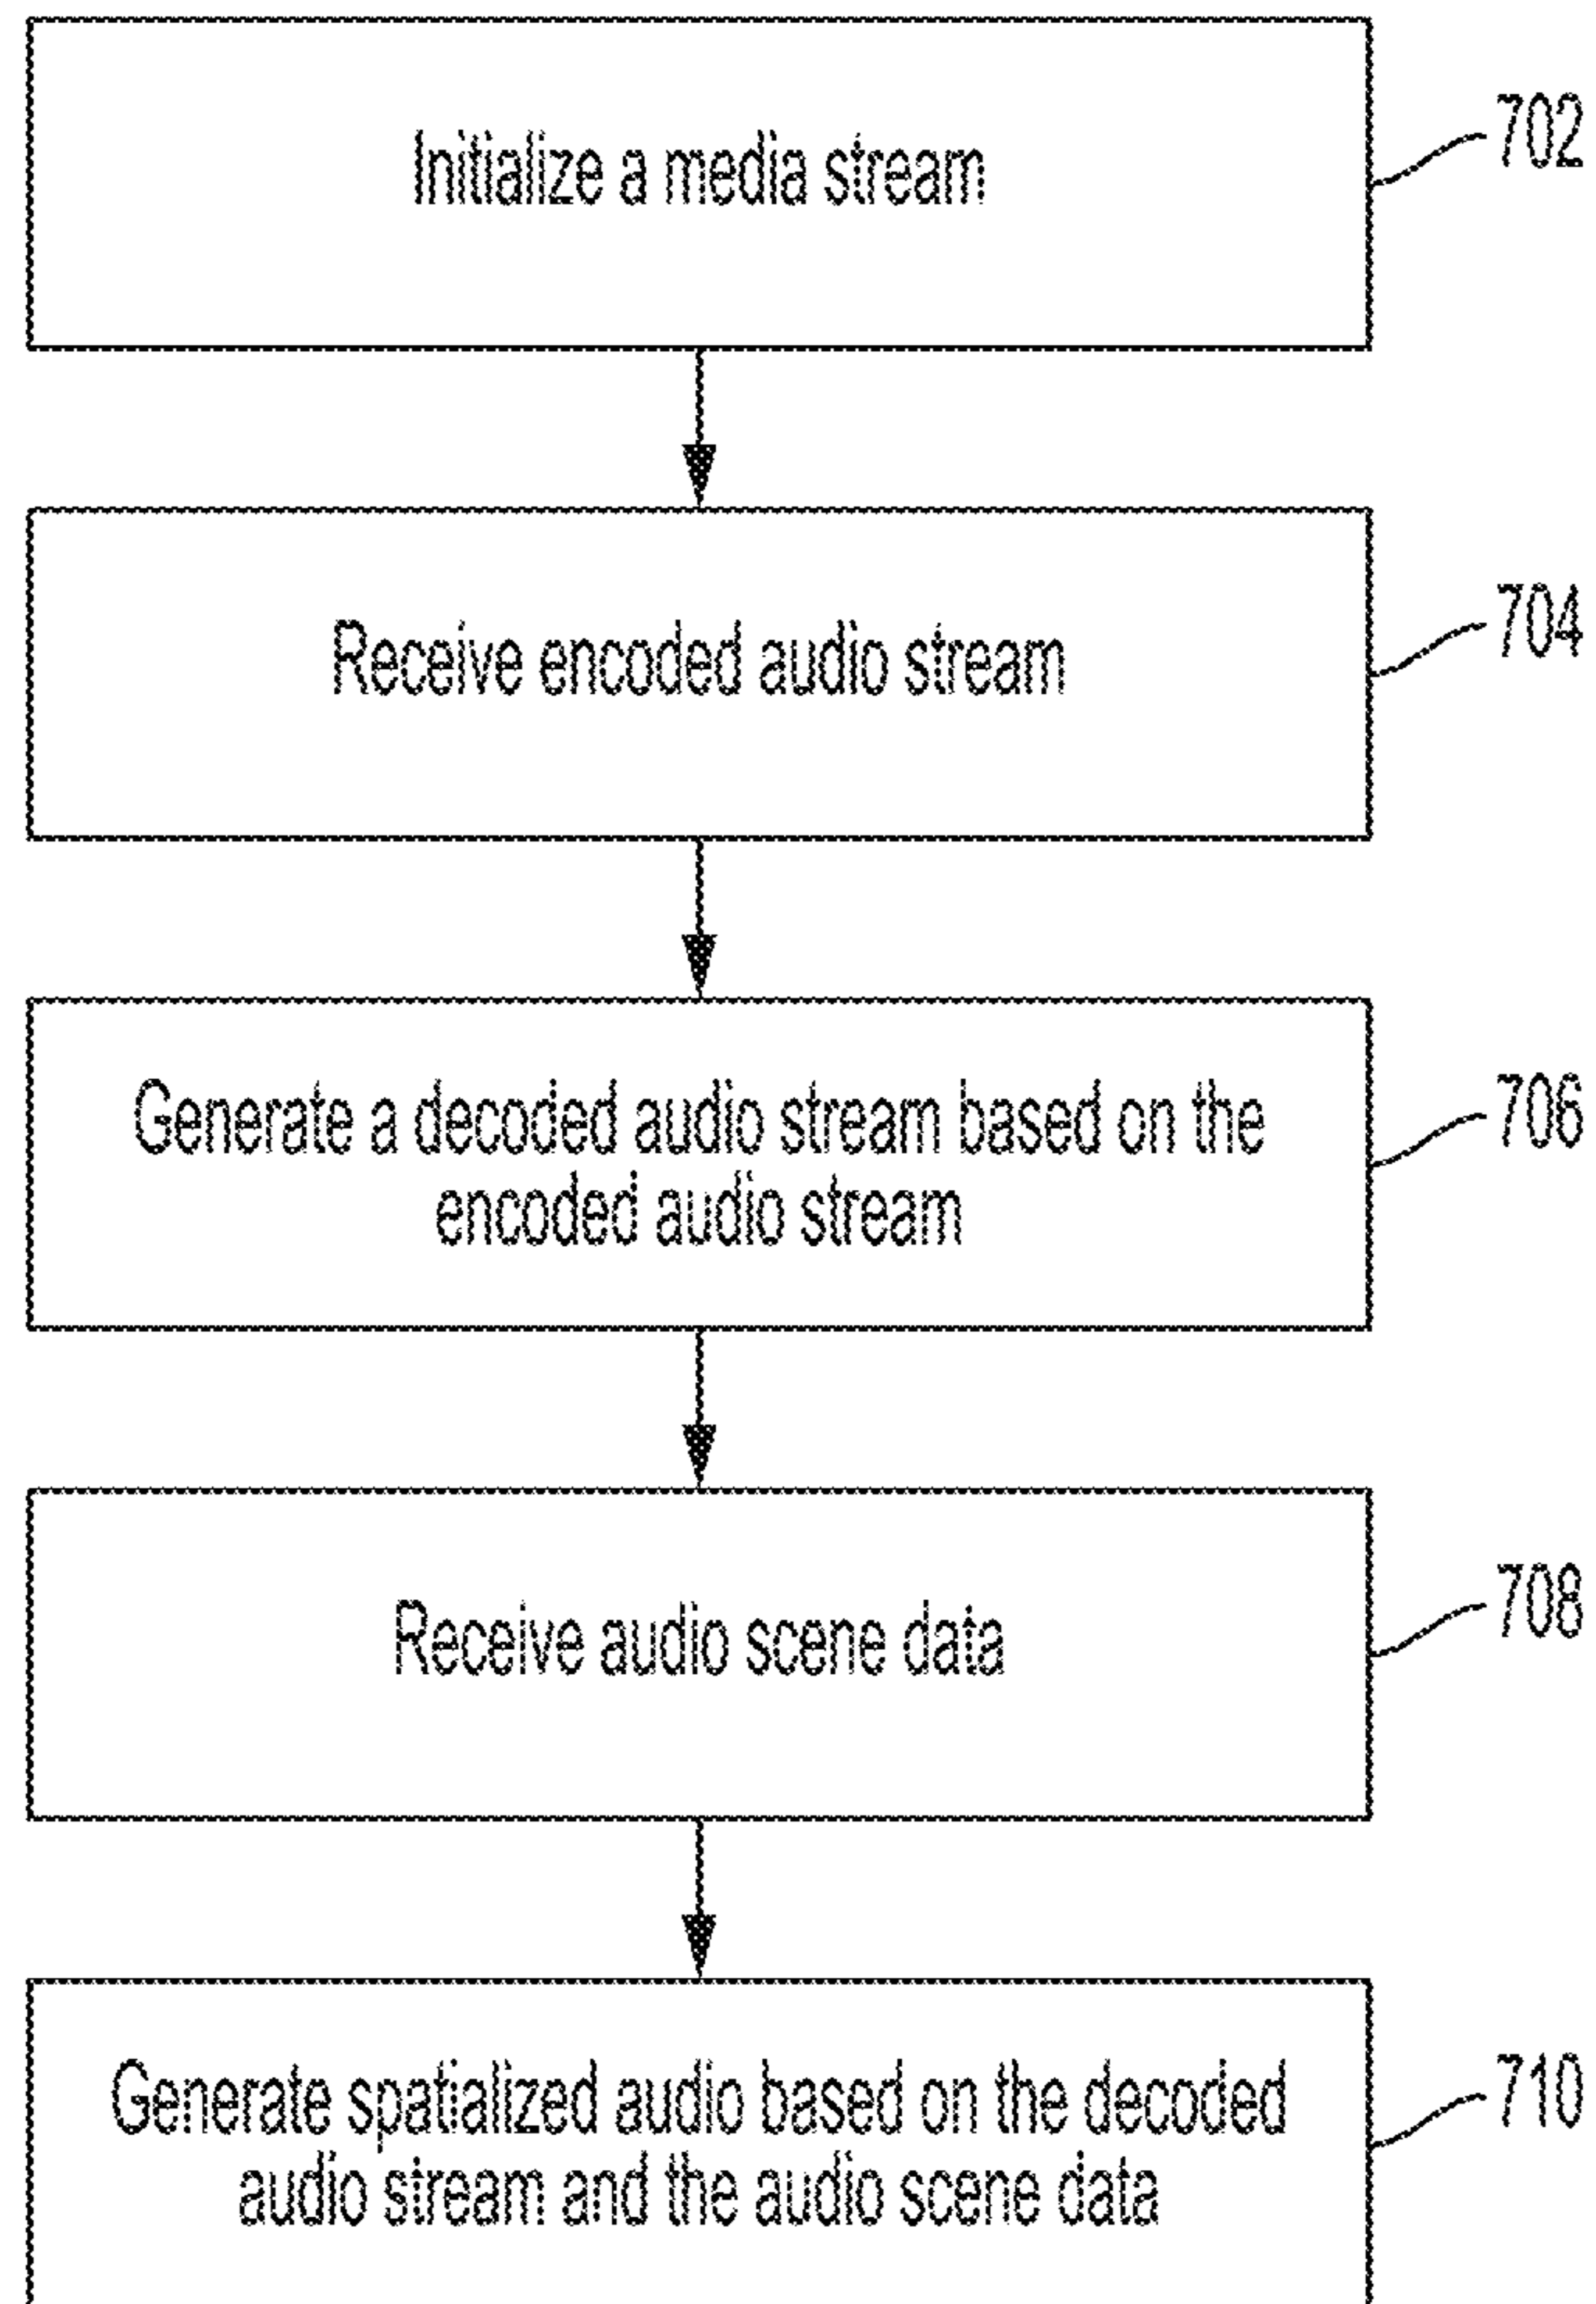 Initialize a media stream
702
Receive encoded audio stream
704
Generate a decoded audio stream based on the
encoded audio stream
706
Receive audio scene data
708
Generate spatialized audio based on the decoded
audio stream and the audio scene data
710